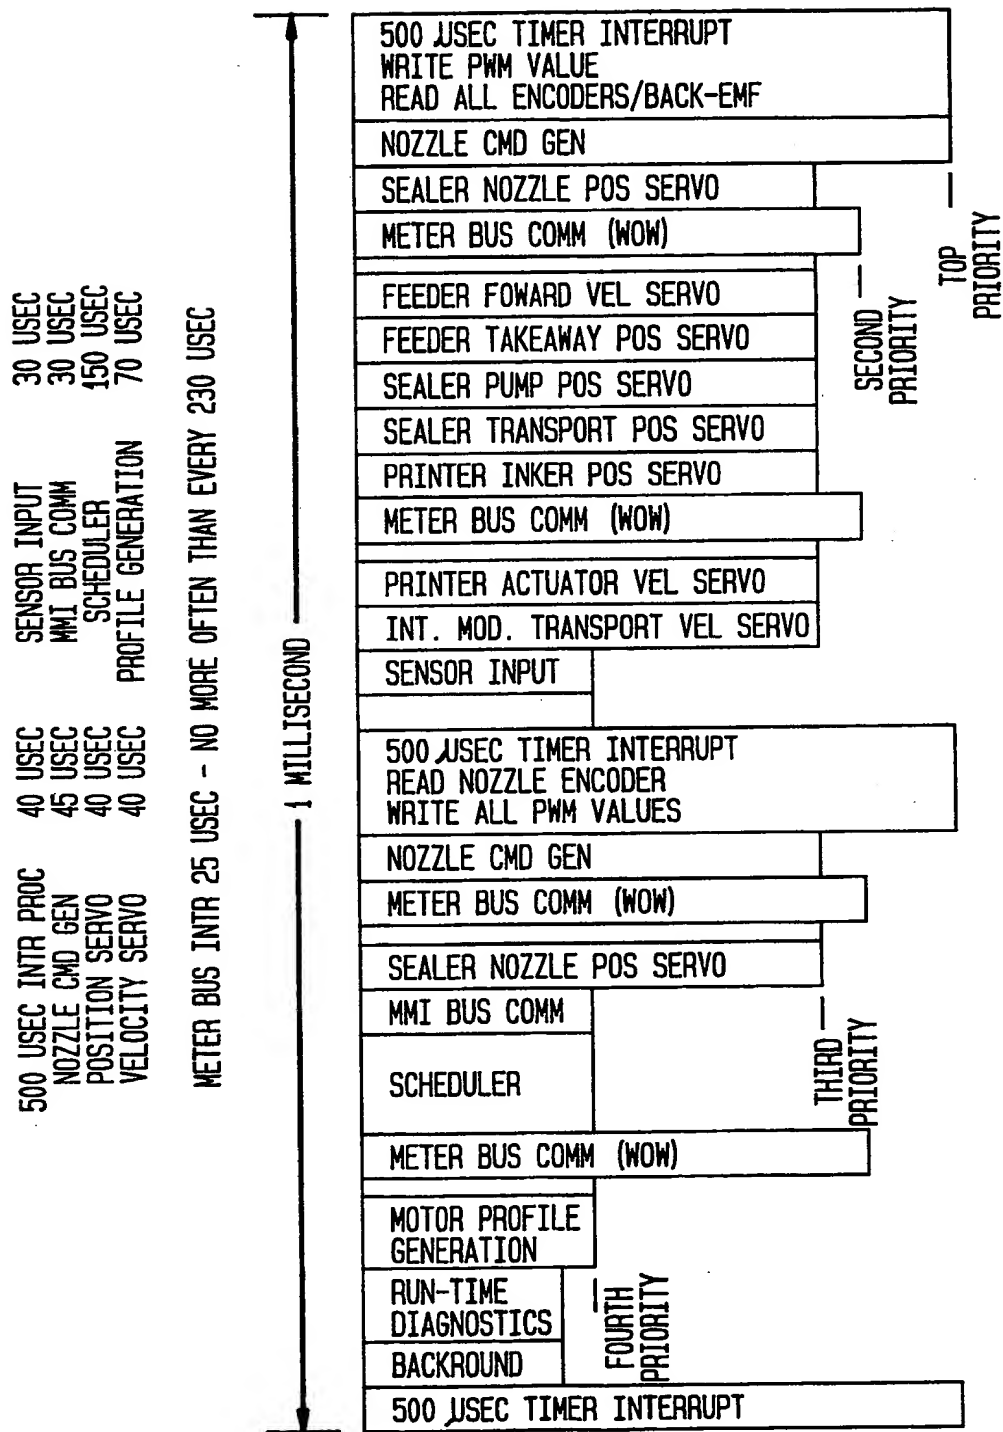 500 µSEC TIMER INTERRUPT
WRITE PWM VALUE
READ ALL ENCODERS/BACK-EMF
NOZZLE CMD GEN
SEALER NOZZLE POS SERVO
METER BUS COMM (WOW)
FEEDER FOWARD VEL SERVO
FEEDER TAKEAWAY POS SERVO
SEALER PUMP POS SERVO
SEALER TRANSPORT POS SERVO
PRINTER INKER POS SERVO
METER BUS COMM (WOW)
PRINTER ACTUATOR VEL SERVO
INT. MOD. TRANSPORT VEL SERVO
SENSOR INPUT
500 µSEC TIMER INTERRUPT
READ NOZZLE ENCODER
WRITE ALL PWM VALUES
NOZZLE CMD GEN
METER BUS COMM (WOW)
SEALER NOZZLE POS SERVO
MMI BUS COMM
SCHEDULER
METER BUS COMM (WOW)
MOTOR PROFILE
GENERATION
RUN-TIME
DIAGNOSTICS
BACKROUND
500 µSEC TIMER INTERRUPT
TOP
PRIORITY
SECOND
PRIORITY
THIRD
PRIORITY
FOURTH
PRIORITY
1 MILLISECOND
500 USEC INTR PROC 40 USEC SENSOR INPUT 30 USEC
NOZZLE CMD GEN 45 USEC MMI BUS COMM 30 USEC
POSITION SERVO 40 USEC SCHEDULER 150 USEC
VELOCITY SERVO 40 USEC PROFILE GENERATION 70 USEC
METER BUS INTR 25 USEC - NO MORE OFTEN THAN EVERY 230 USEC